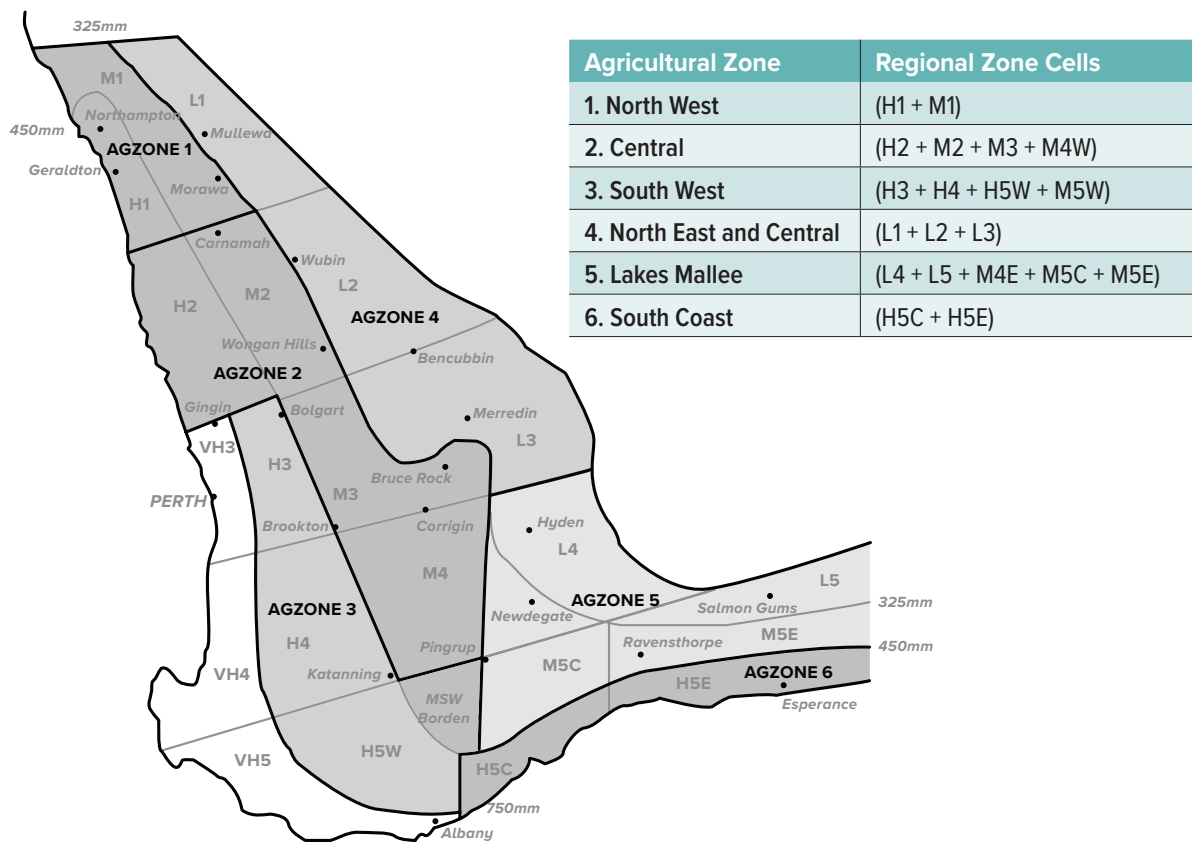 325mm
M1
L1
Northampton
450mm
Mullewa
AGZONE 1
Geraldton
Morawa
H1
Carnamah
Wubin
L2
M2
H2
AGZONE 4
Wongan Hills
Bencubbin
AGZONE 2
Gingin
Bolgart
Merredin
VH3
L3
H3
Bruce Rock
M3
PERTH
Brookton
Corrigin
Hyden
L4
M4
L5
AGZONE 3
Newdegate
AGZONE 5
Salmon Gums
325mm
H4
M5E
Ravensthorpe
450mm
Pingrup
M5C
VH4
Katanning
AGZONE 6
H5E
MSW
Borden
Esperance
H5W
VH5
H5C
750mm
Albany
Agricultural Zone Regional Zone Cells
1. North West (H1 + M1)
2. Central (H2 + M2 + M3 + M4W)
3. South West (H3 + H4 + H5W + M5W)
4. North East and Central (L1 + L2 + L3)
5. Lakes Mallee (L4 + L5 + M4E + M5C + M5E)
6. South Coast (H5C + H5E)